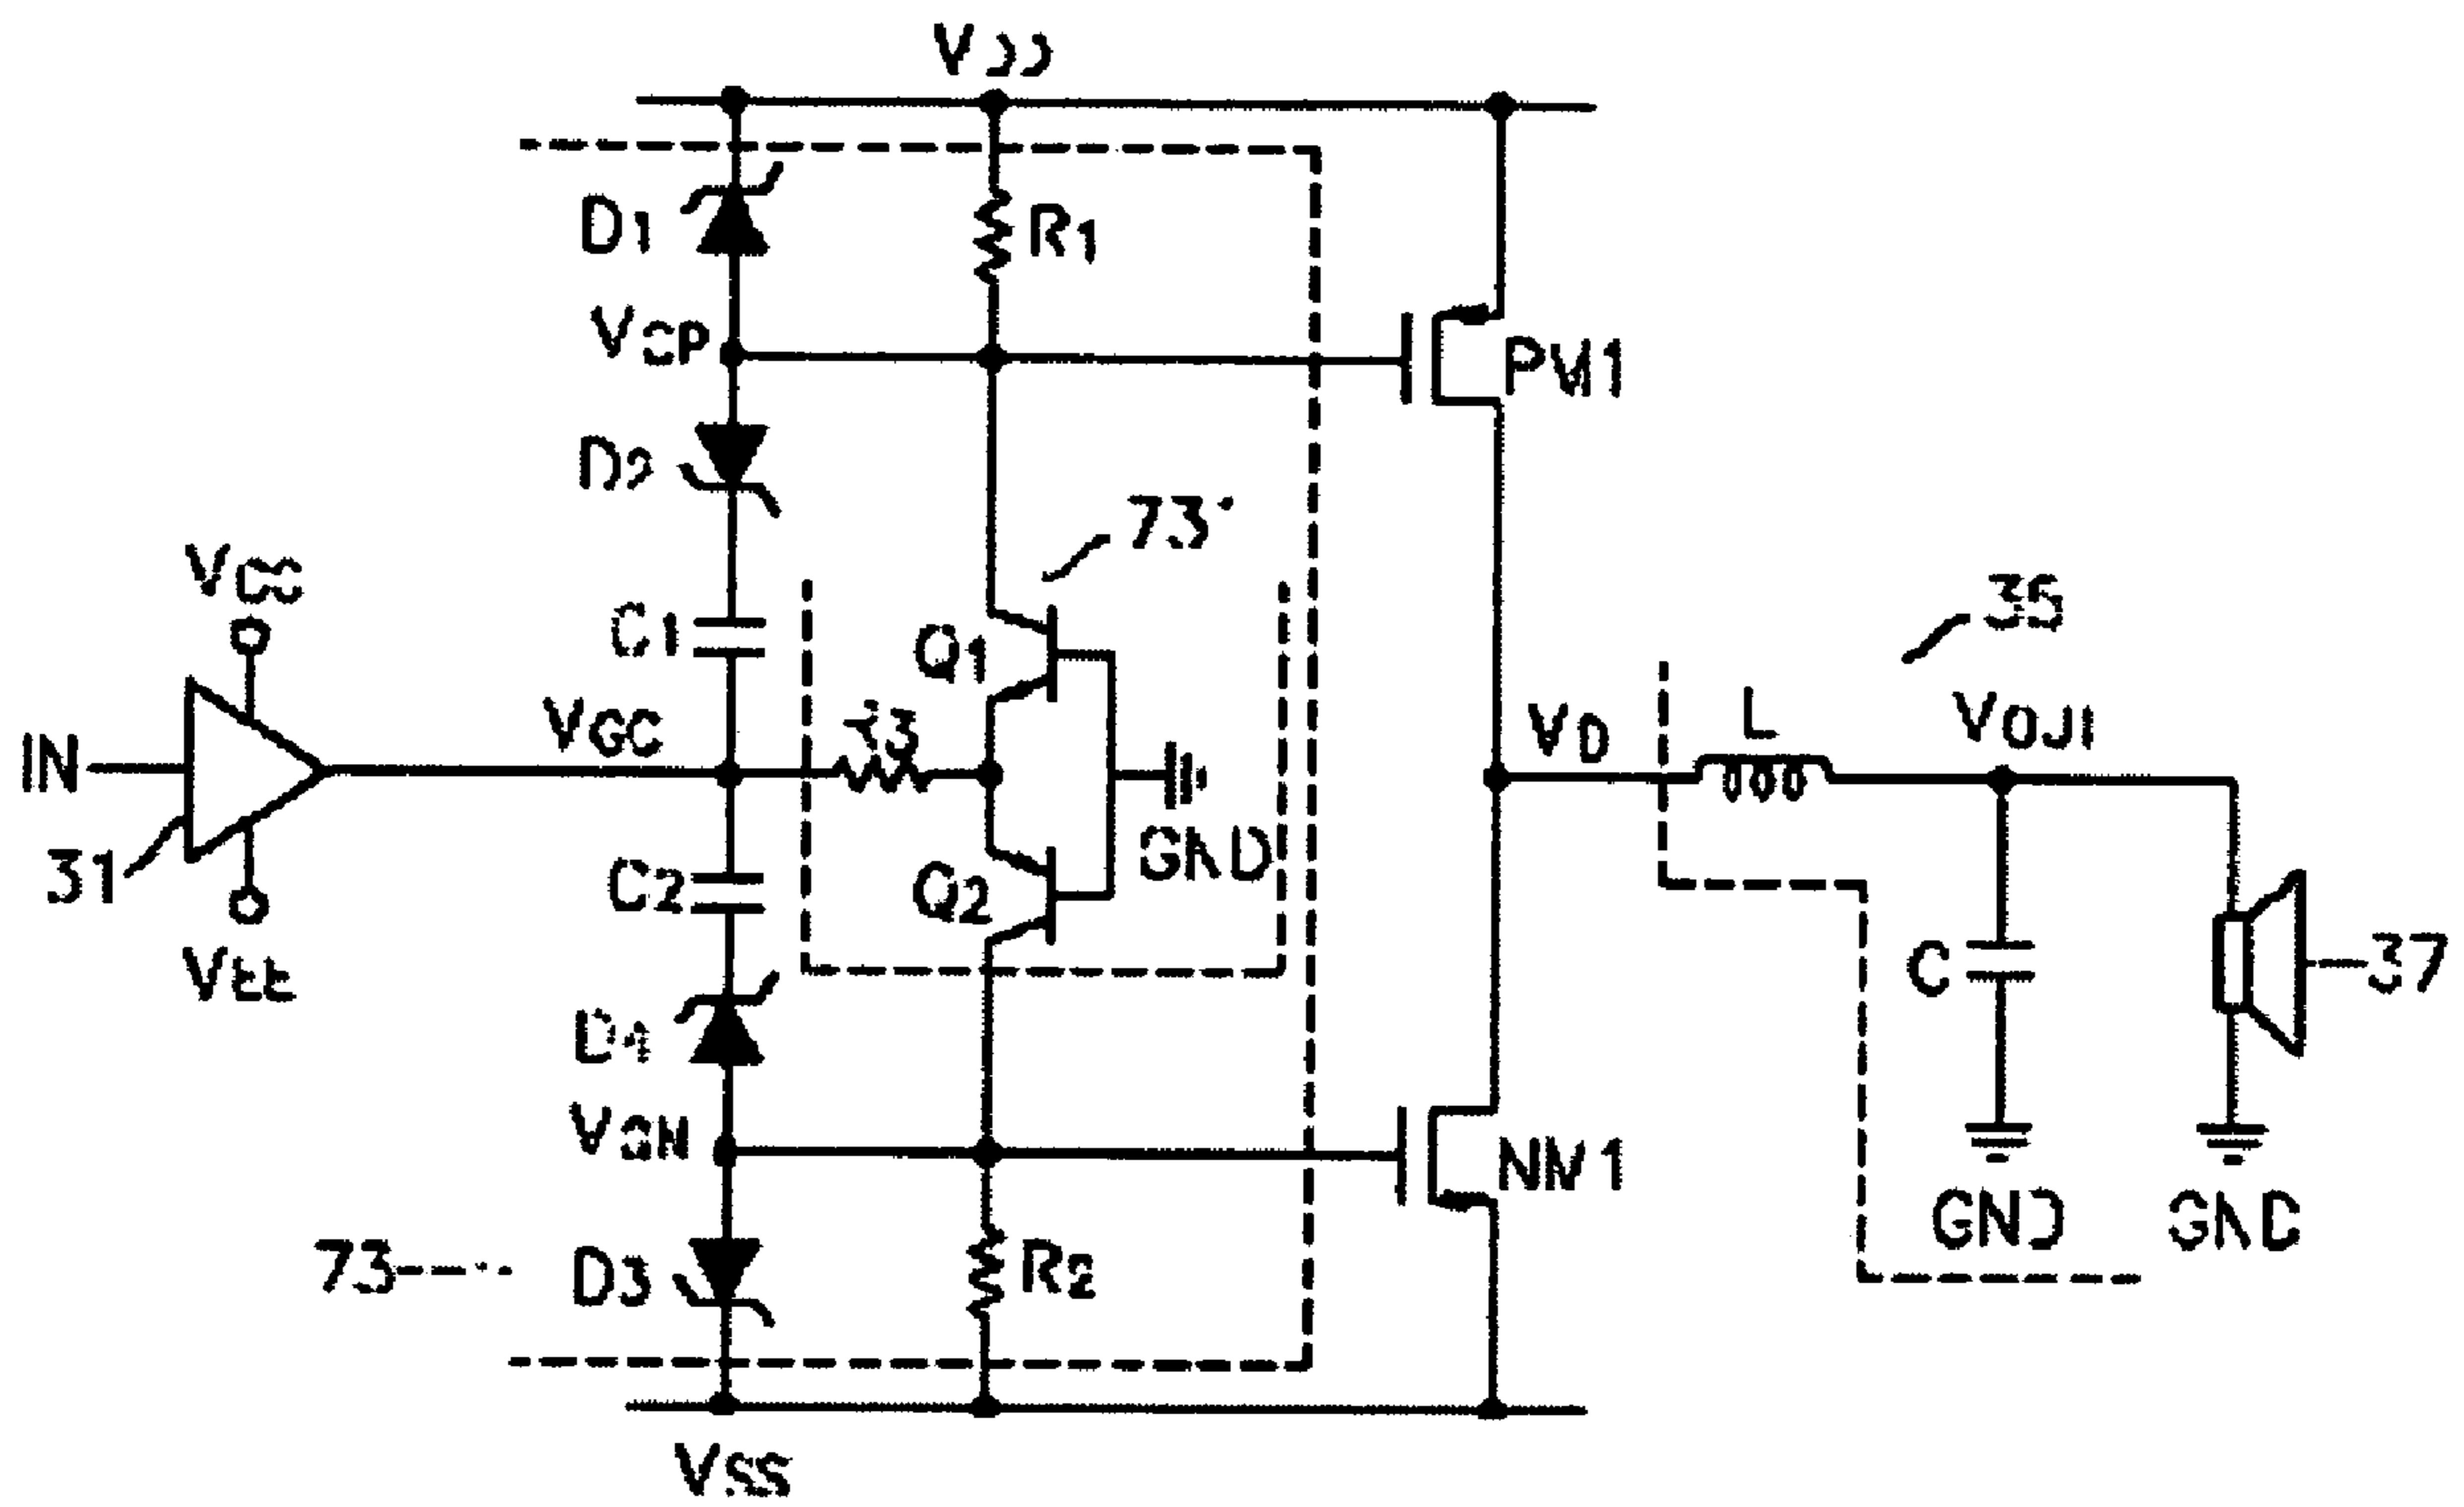 VDD
D1
R1
VGP
PM1
D2
73'
VCC
C1
Q1
35
VGC
R3
VD
L
VOUT
IN
GND
31
C2
Q2
VEE
C
37
D4
VGN
NM1
GND
GND
73
D3
R2
VSS